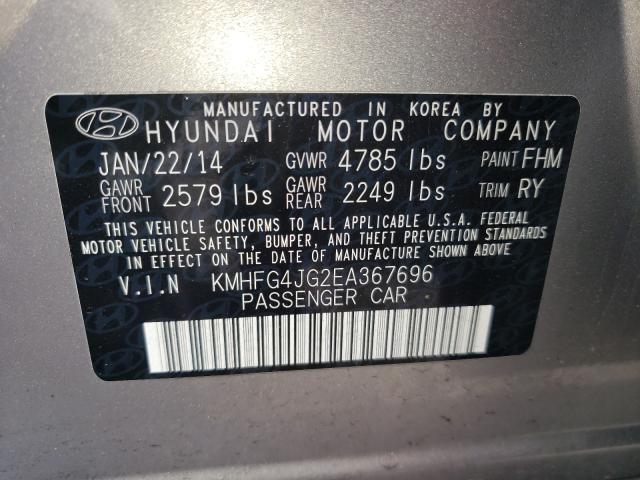 MANUFACTURED IN KOREA BY
HYUNDAI MOTOR COMPANY
JAN/22/14 GVWR 4785 lbs PAINT FHM
GAWR FRONT 2579 lbs GAWR REAR 2249 lbs TRIM RY
THIS VEHICLE CONFORMS TO ALL APPLICABLE U.S.A. FEDERAL
MOTOR VEHICLE SAFETY, BUMPER, AND THEFT PREVENTION STANDARDS
IN EFFECT ON THE DATE OF MANUFACTURE SHOWN ABOVE.
V.I.N KMHFG4JG2EA367696
PASSENGER CAR